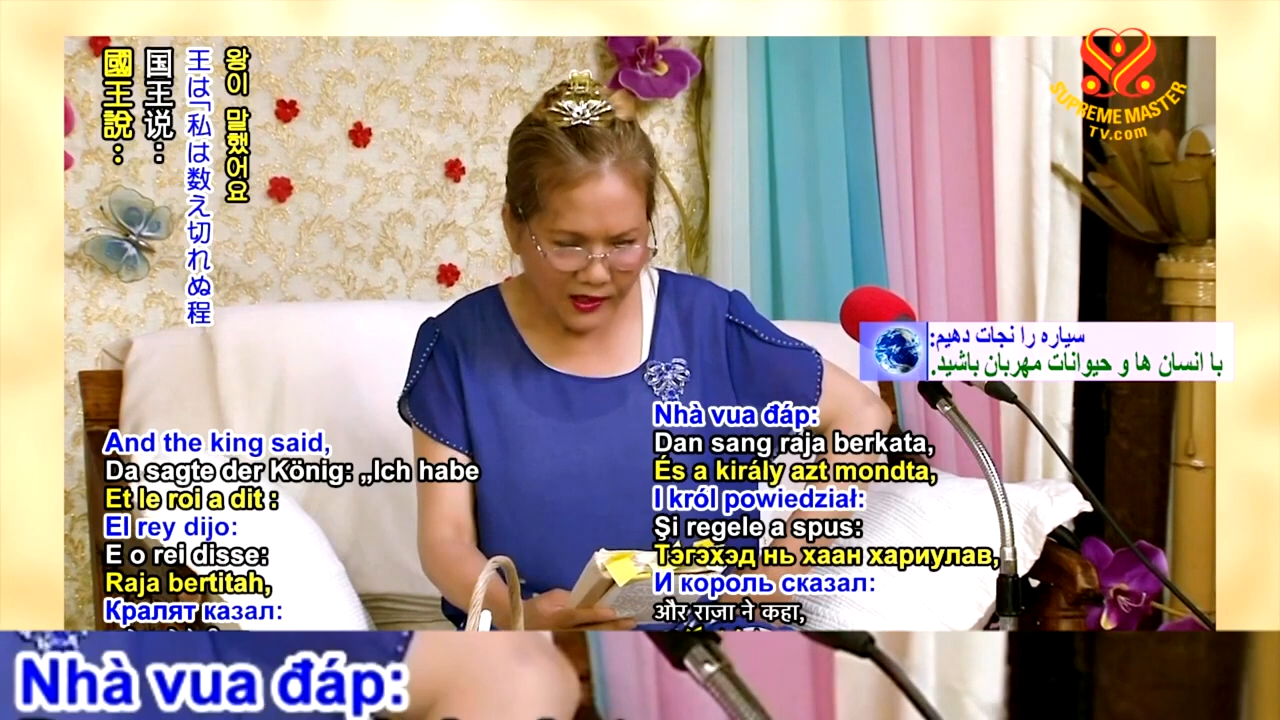 國王說：
国王说：
王は「私は数え切れぬ程
왕이 말했어요
SUPREME MASTER
TV.com
سیاره را نجات دهیم:
با انسان ها و حیوانات مهربان باشید.
And the king said,
Da sagte der König: „Ich habe
Et le roi a dit :
El rey dijo:
E o rei disse:
Raja bertitah,
Кралят казал:
Nhà vua đáp:
Dan sang raja berkata,
És a király azt mondta,
I król powiedział:
Şi regele a spus:
Тэгэхэд нь хаан хариулав,
И король сказал:
और राजा ने कहा,
Nhà vua đáp: